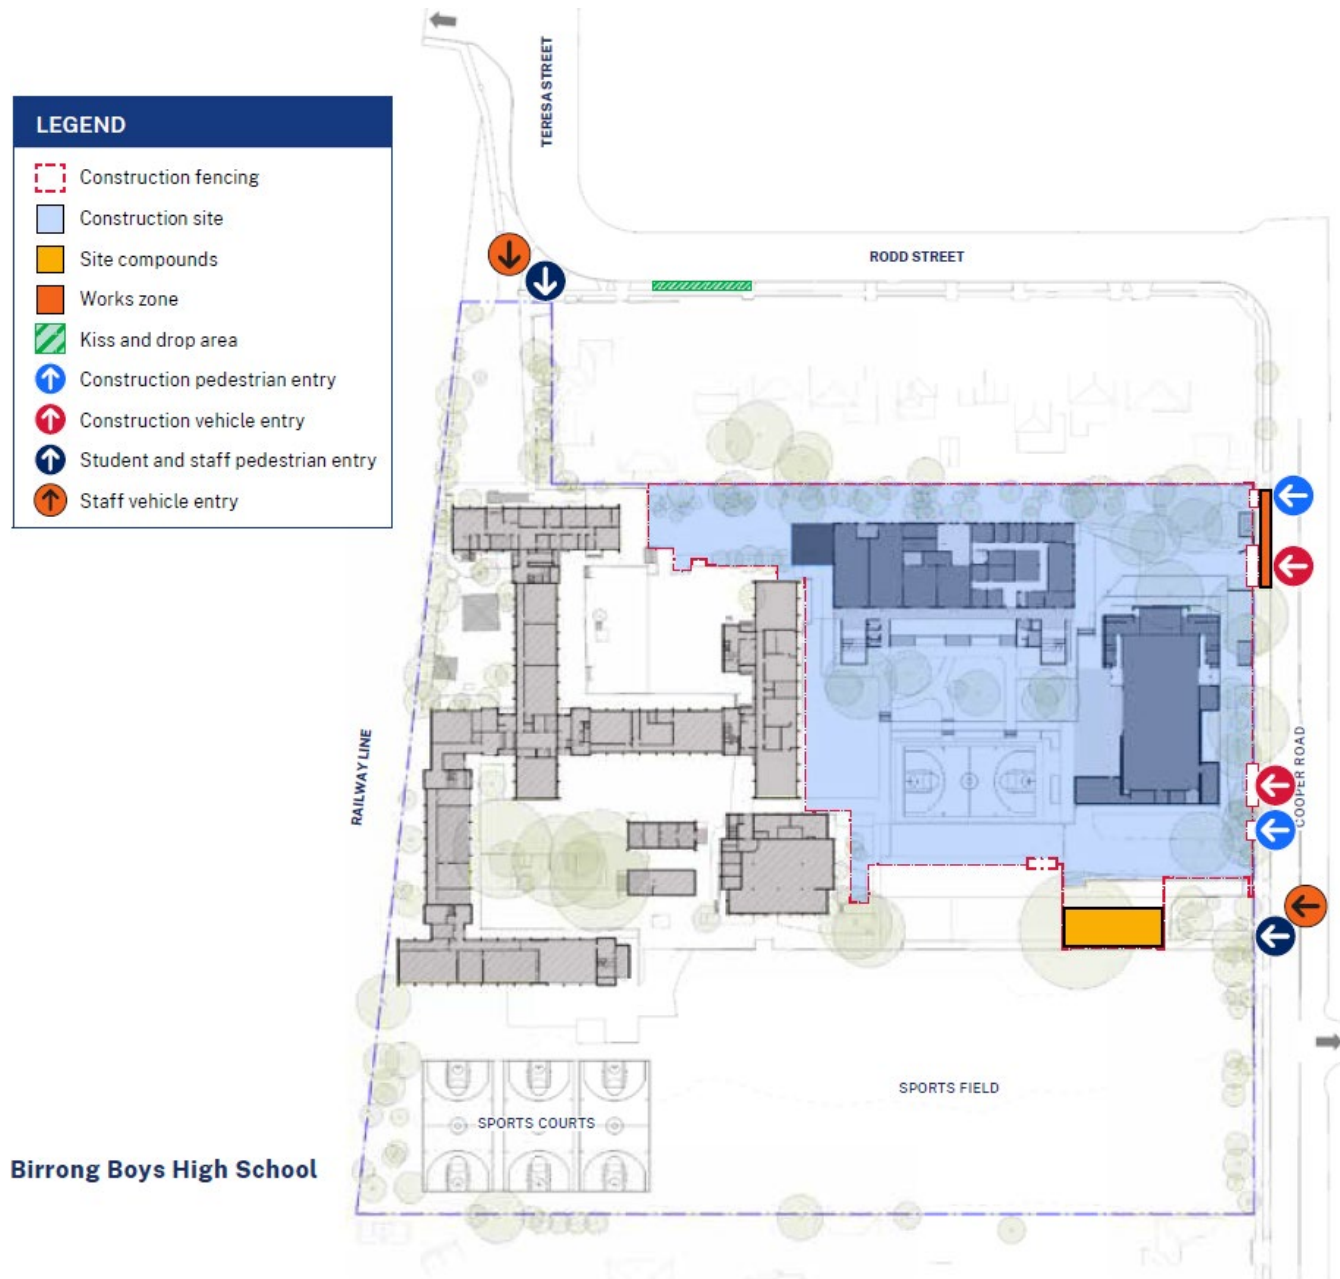 TERESA STREET
LEGEND
Construction fencing
Construction site
Site compounds
Works zone
Kiss and drop area
Construction pedestrian entry
Construction vehicle entry
Student and staff pedestrian entry
Staff vehicle entry
RODD STREET
RAILWAY LINE
COOPER ROAD
SPORTS FIELD
SPORTS COURTS
Birrong Boys High School